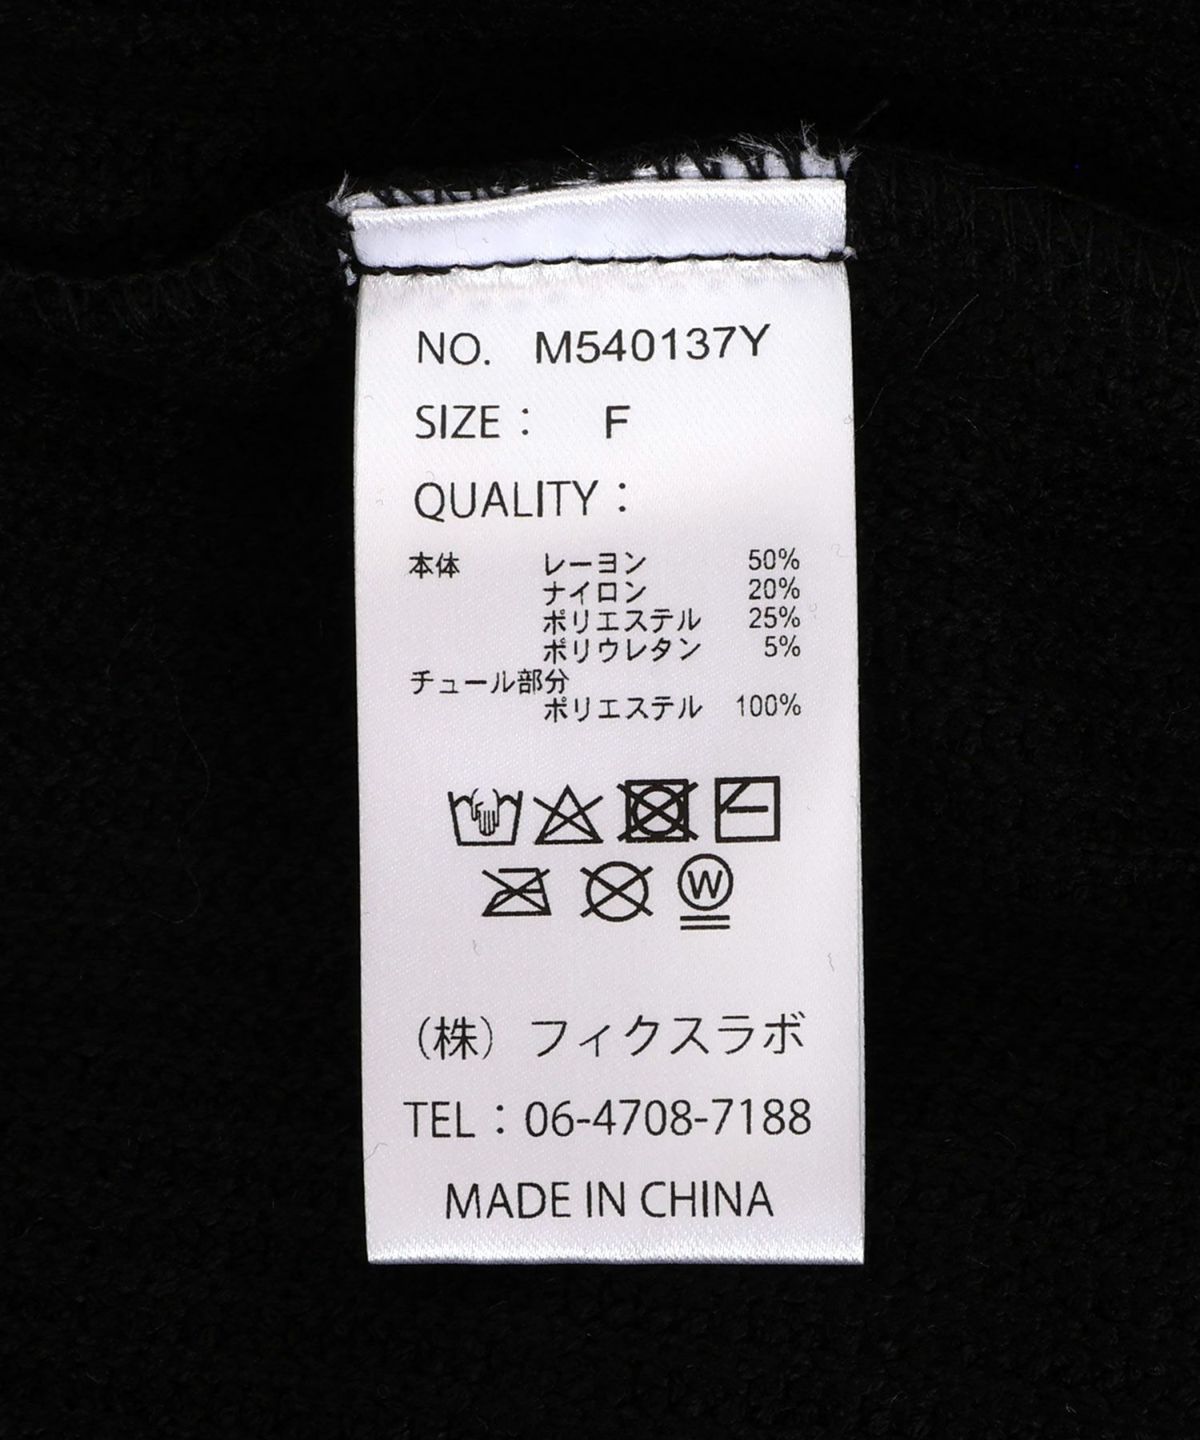 NO. M540137Y
SIZE： F
QUALITY：
本体 レーヨン 50%
ナイロン 20%
ポリエステル 25%
ポリウレタン 5%
チュール部分
ポリエステル 100%
W
（株）フィクスラボ
TEL：06-4708-7188
MADE IN CHINA